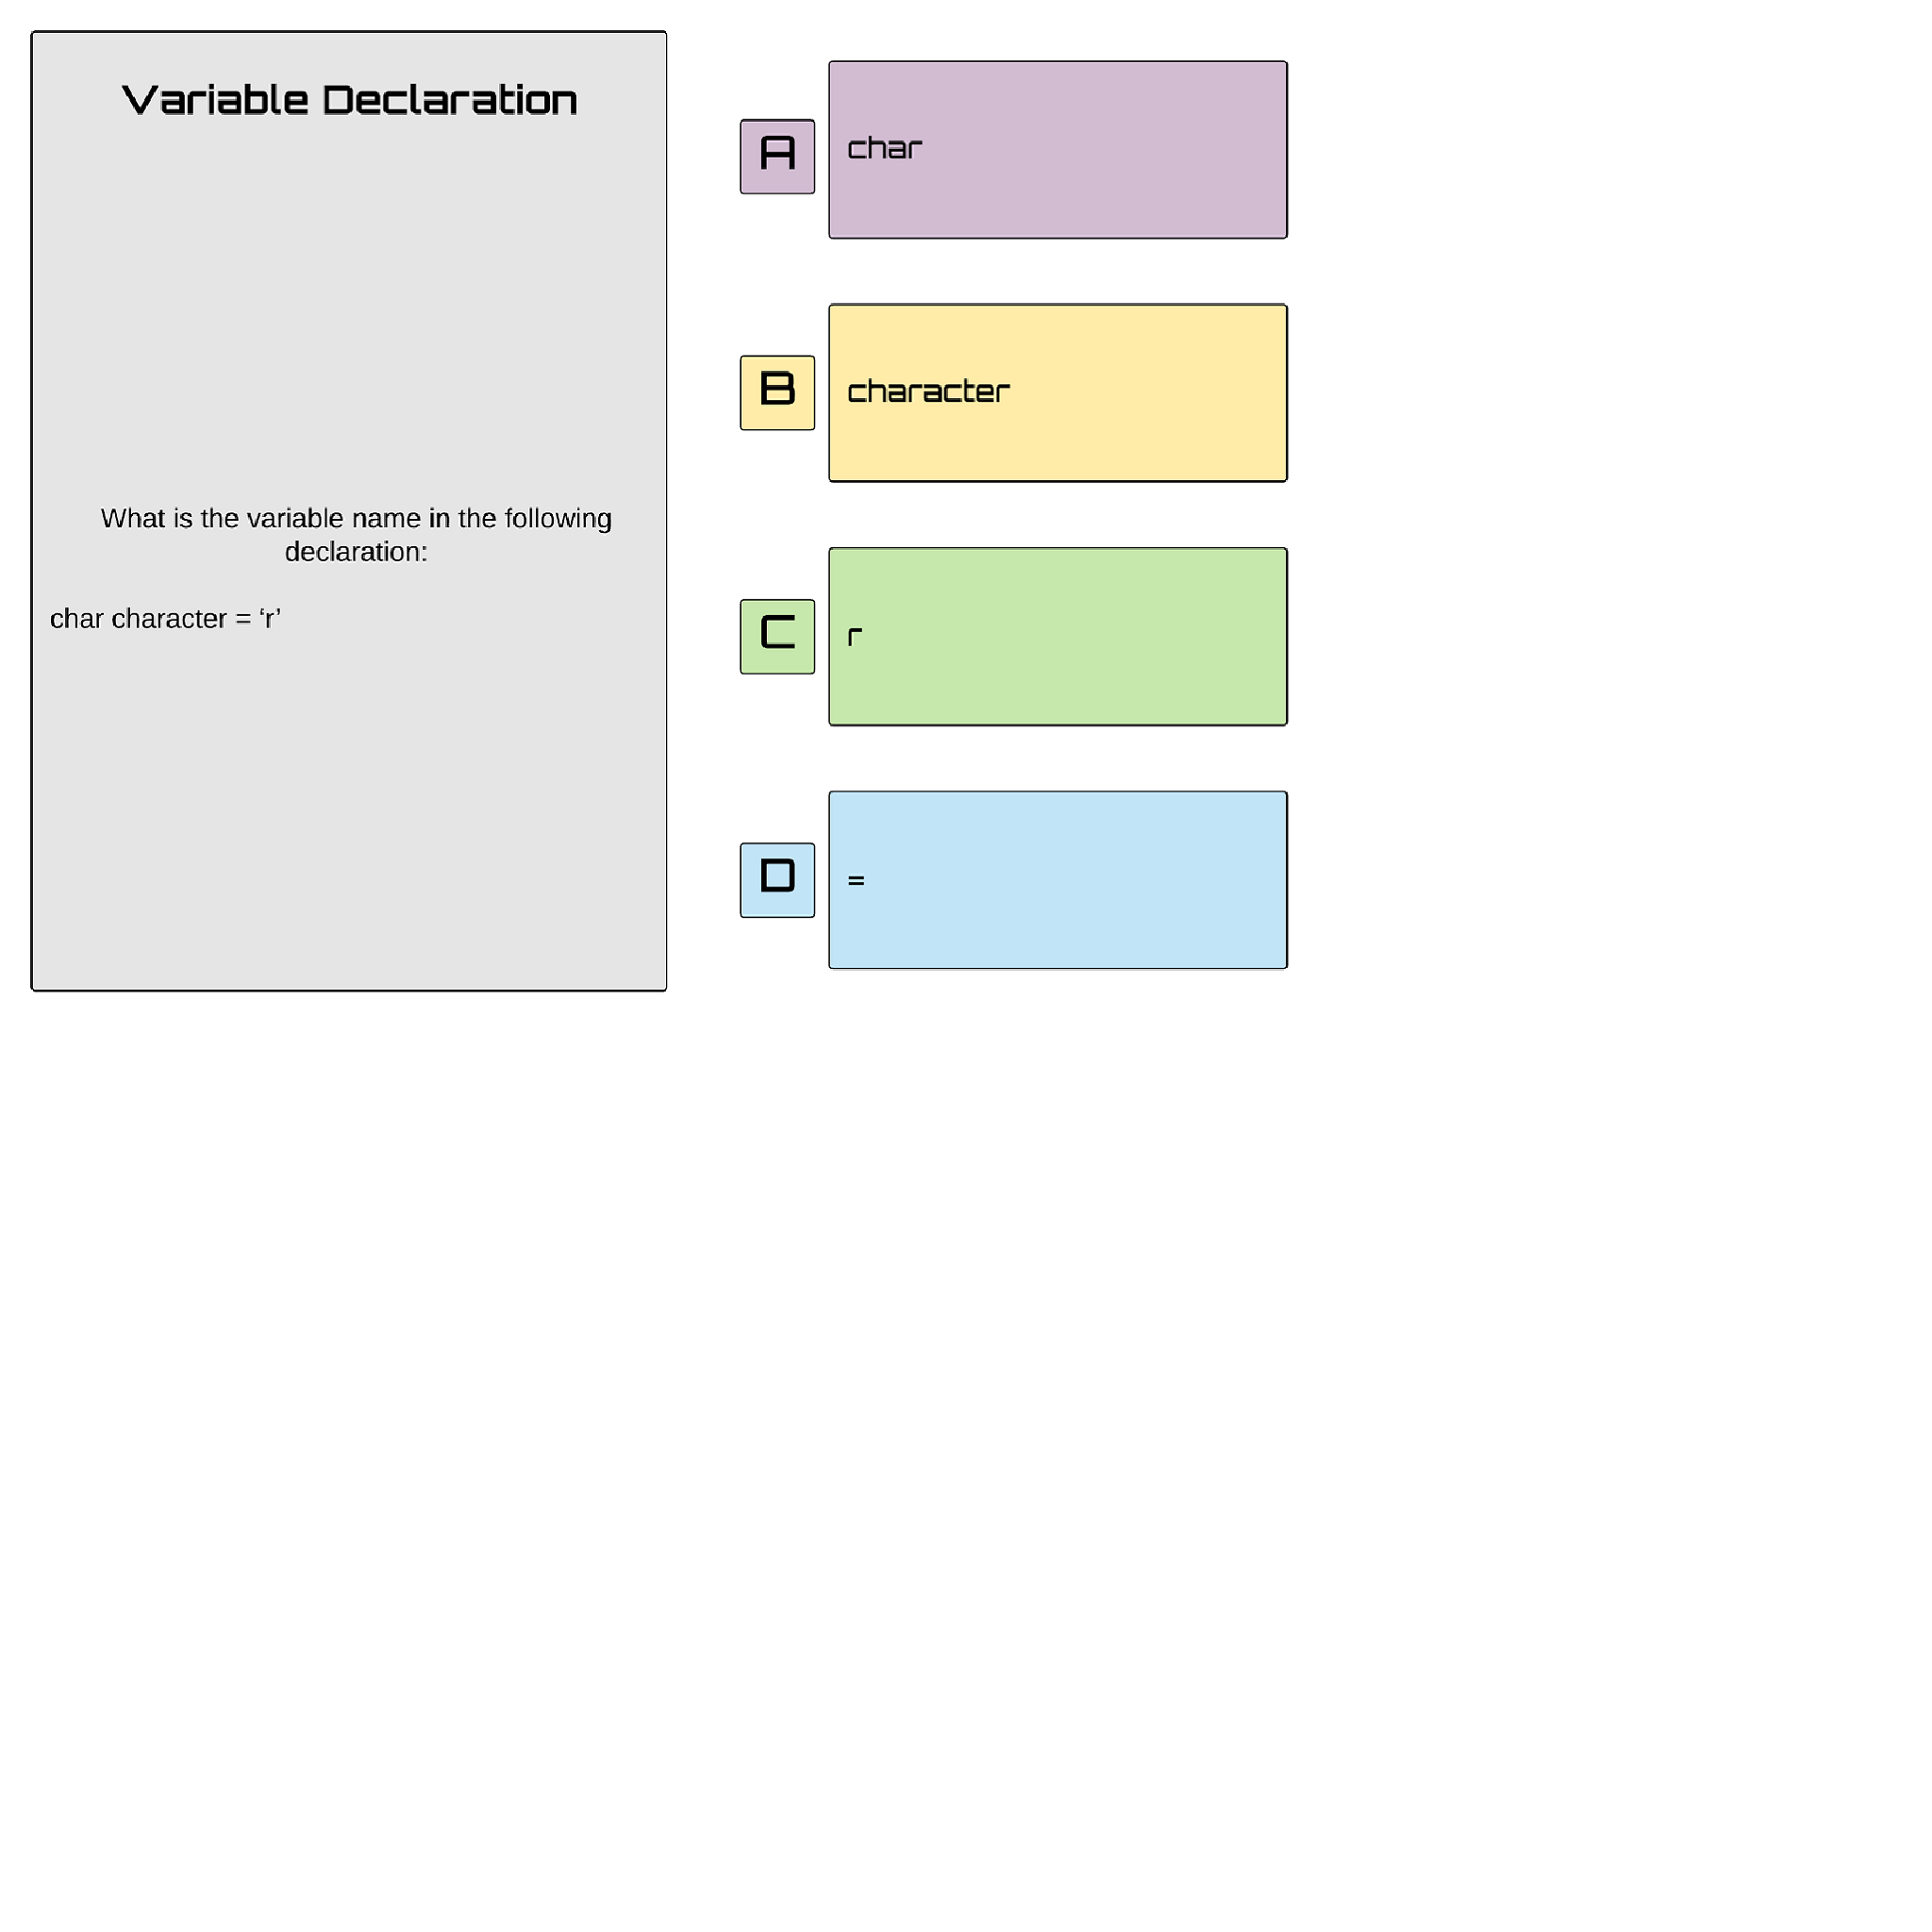 Variable Declaration
What is the variable name in the following
declaration:
char character = ‘r’
A
char
B
character
C
r
D
=